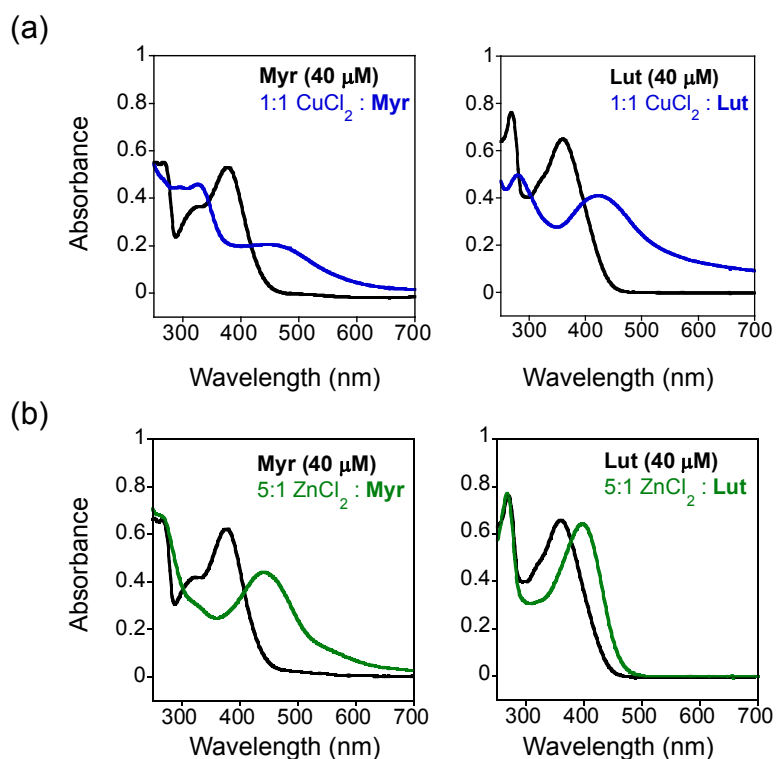 (a)
Absorbance
1
0.8
0.6
0.4
0.2
0
Myr (40 μM)
1:1 CuCl2 : Myr
300 400 500 600 700
Wavelength (nm)
1
0.8
0.6
0.4
0.2
0
Lut (40 μM)
1:1 CuCl2 : Lut
300 400 500 600 700
Wavelength (nm)
(b)
Absorbance
1
0.8
0.6
0.4
0.2
0
Myr (40 μM)
5:1 ZnCl2 : Myr
300 400 500 600 700
Wavelength (nm)
1
0.8
0.6
0.4
0.2
0
Lut (40 μM)
5:1 ZnCl2 : Lut
300 400 500 600 700
Wavelength (nm)